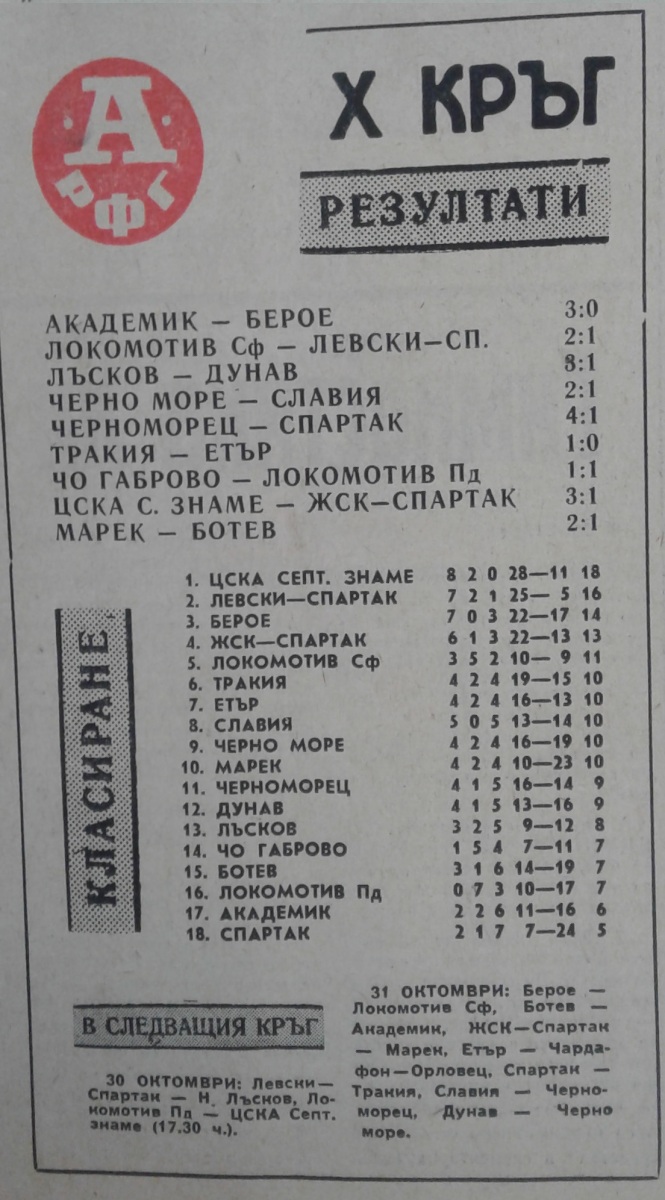 А
РФГ
X КРЪГ
РЕЗУЛТАТИ
АКАДЕМИК — БЕРОЕ 3:0
ЛОКОМОТИВ Сф — ЛЕВСКИ—СП. 2:1
ЛЪСКОВ — ДУНАВ 8:1
ЧЕРНО МОРЕ — СЛАВИЯ 2:1
ЧЕРНОМОРЕЦ — СПАРТАК 4:1
ТРАКИЯ — ЕТЪР 1:0
ЧО ГАБРОВО — ЛОКОМОТИВ Пд 1:1
ЦСКА С. ЗНАМЕ — ЖСК—СПАРТАК 3:1
МАРЕК — БОТЕВ 2:1
КЛАСИРАНЕ
1. ЦСКА СЕПТ. ЗНАМЕ 8 2 0 28—11 18
2. ЛЕВСКИ—СПАРТАК 7 2 1 25— 5 16
3. БЕРОЕ 7 0 3 22—17 14
4. ЖСК—СПАРТАК 6 1 3 22—13 13
5. ЛОКОМОТИВ Сф 3 5 2 10— 9 11
6. ТРАКИЯ 4 2 4 19—15 10
7. ЕТЪР 4 2 4 16—13 10
8. СЛАВИЯ 5 0 5 13—14 10
9. ЧЕРНО МОРЕ 4 2 4 16—19 10
10. МАРЕК 4 2 4 10—23 10
11. ЧЕРНОМОРЕЦ 4 1 5 16—14 9
12. ДУНАВ 4 1 5 13—16 9
13. ЛЪСКОВ 3 2 5 9—12 8
14. ЧО ГАБРОВО 1 5 4 7—11 7
15. БОТЕВ 3 1 6 14—19 7
16. ЛОКОМОТИВ Пд 0 7 3 10—17 7
17. АКАДЕМИК 2 2 6 11—16 6
18. СПАРТАК 2 1 7 7—24 5
В СЛЕДВАЩИЯ КРЪГ
30 ОКТОМВРИ: Левски—
Спартак — Н. Лъсков, Ло-
комотив Пд — ЦСКА Септ.
знаме (17.30 ч.).
31 ОКТОМВРИ: Берое —
Локомотив Сф, Ботев —
Академик, ЖСК—Спартак
— Марек, Етър — Чарда-
фон—Орловец, Спартак —
Тракия, Славия — Черно-
морец, Дунав — Черно
море.